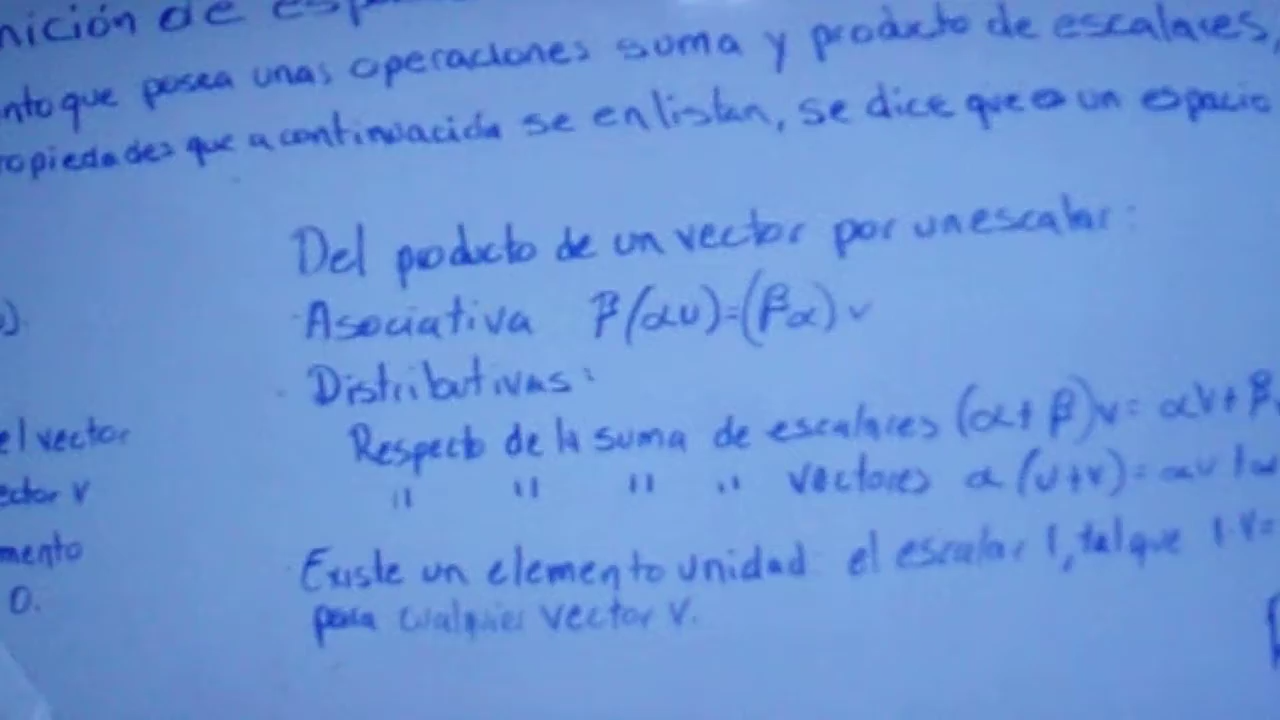 nición de esp
nto que posea unas operaciones suma y producto de escalares,
ropiedades que a continuación se enlistan, se dice que es un espacio
Del producto de un vector por un escalar:
o).
Asociativa β(αv)=(βα)v
Distributivas:
el vector
Respecto de la suma de escalares (α+β)v=αv+β
ector v
" " " " vectores α(u+v)=αu+α
mento
Existe un elemento unidad: el escalar 1, tal que 1·v=
0.
para cualquier vector v.